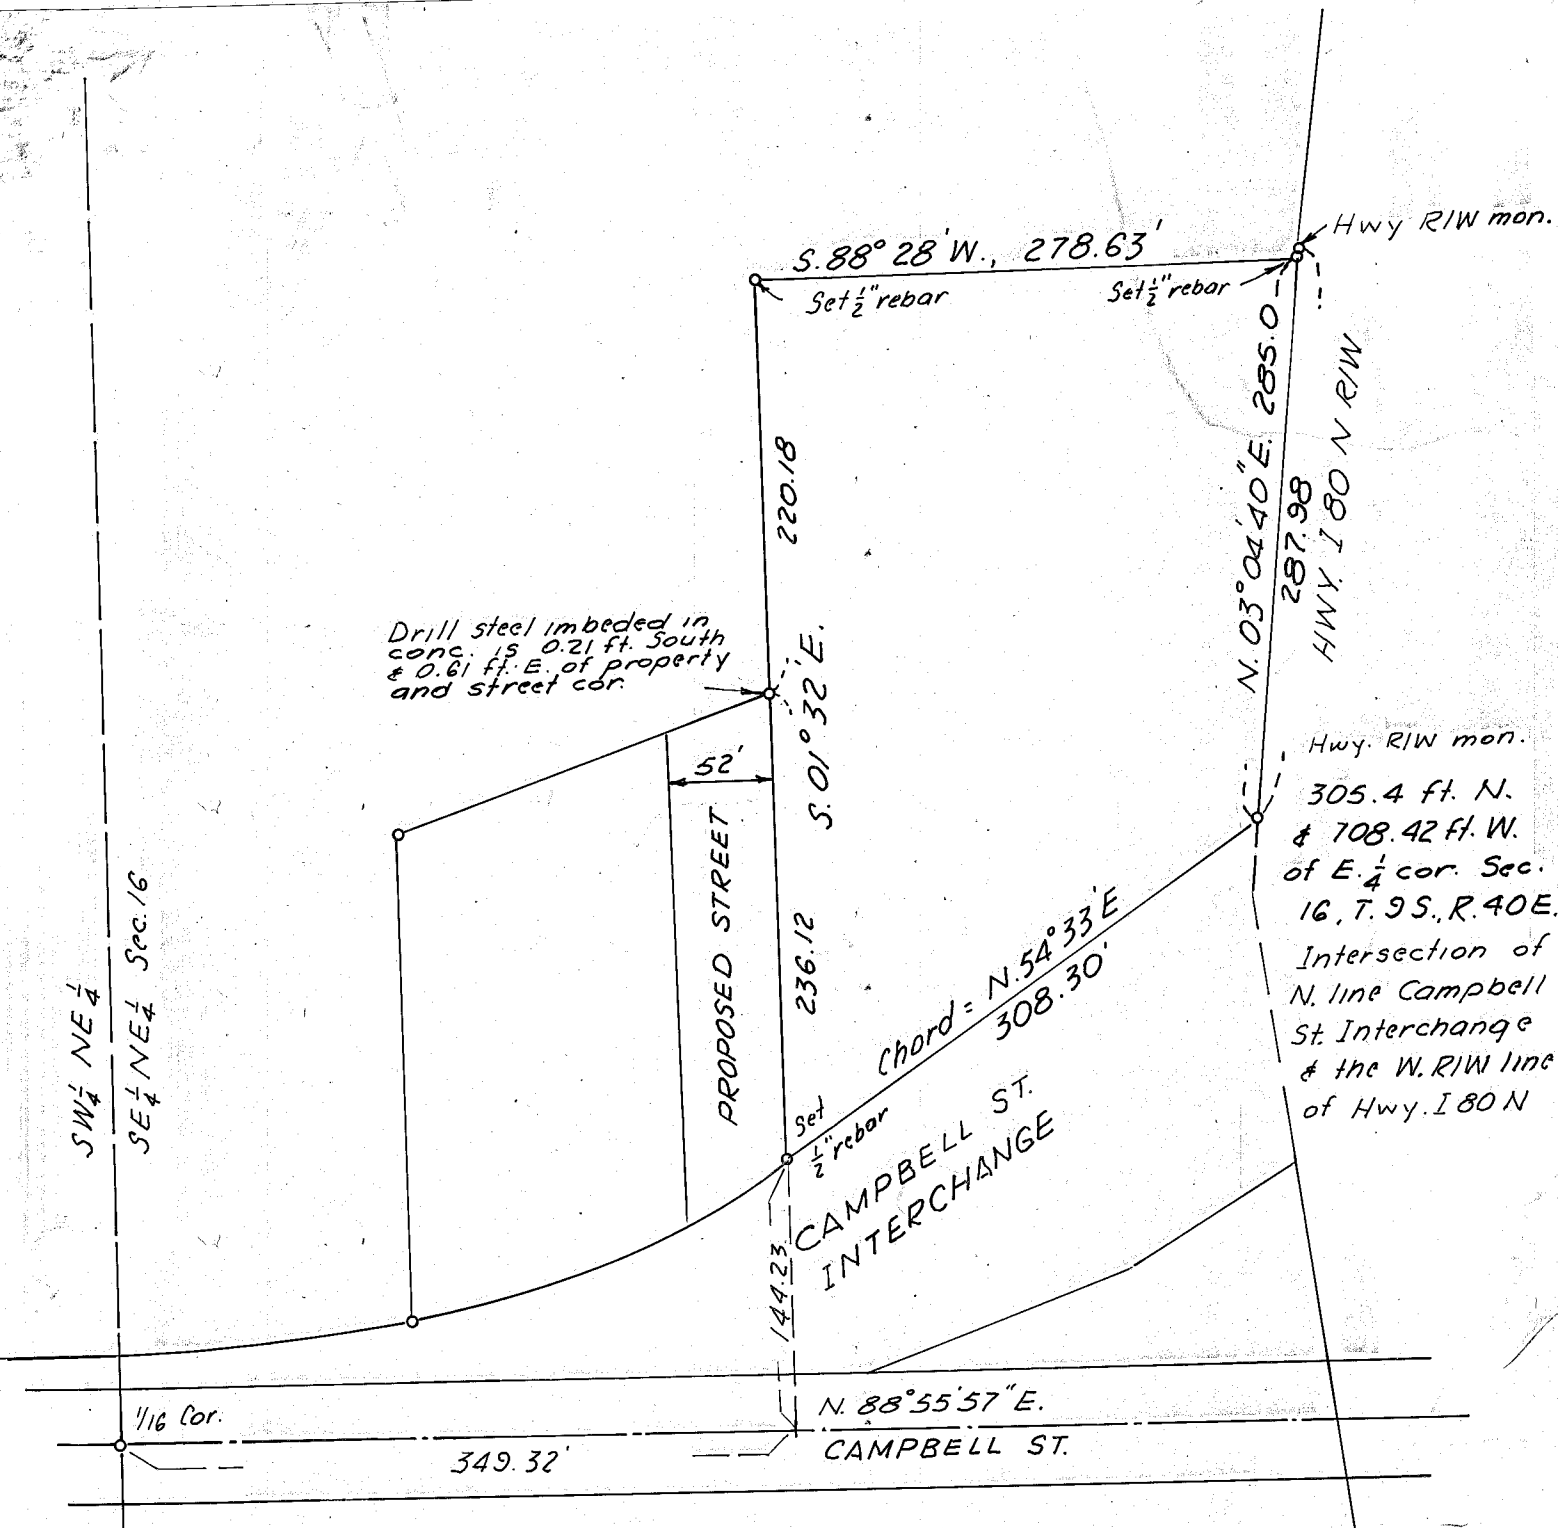 Hwy R/W mon.
S. 88° 28' W., 278.63'
Set ½" rebar
Set ½" rebar
N. 03° 04' 40" E. 285.0
287.98
HWY. I 80 N R/W
220.18
Drill steel imbeded in
conc. is 0.21 ft. South
& 0.61 ft. E. of property
and street cor.
S. 01° 32' E.
52'
PROPOSED STREET
236.12
Hwy. R/W mon.
305.4 ft. N.
& 708.42 ft. W.
of E. ¼ cor. Sec.
16, T. 9 S., R. 40 E.
Intersection of
N. line Campbell
St. Interchange
& the W. R/W line
of Hwy. I 80 N
Chord = N. 54° 33' E
308.30'
SW ¼ NE ¼
SE ¼ NE ¼ Sec. 16
Set
½" rebar
CAMPBELL ST.
INTERCHANGE
144.23
1/16 Cor.
N. 88° 55' 57" E.
349.32'
CAMPBELL ST.